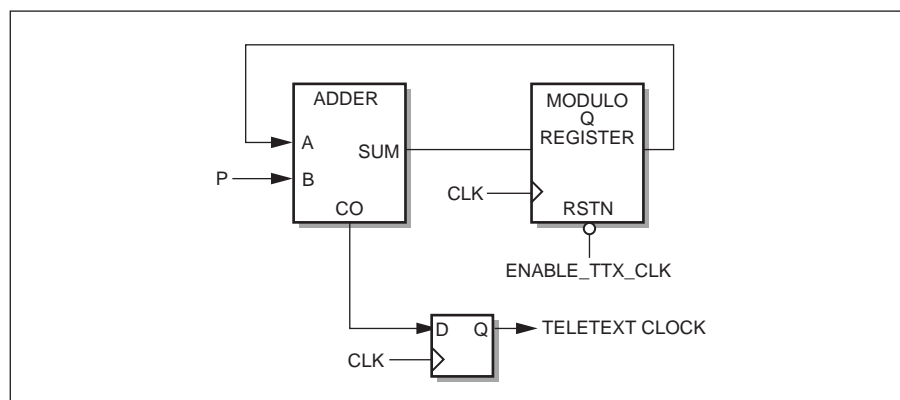 ADDER
A
SUM
P
B
CO
MODULO
Q
REGISTER
CLK
RSTN
ENABLE_TTX_CLK
D
Q
TELETEXT CLOCK
CLK